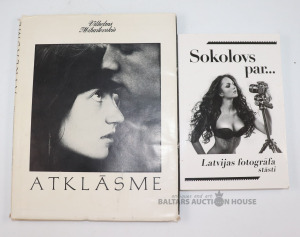 Vilhelms
Mihailovskis
ATKLĀSME
Sokolovs
par...
Latvijas fotogrāfa
stāsti
BALTARS AUCTION HOUSE